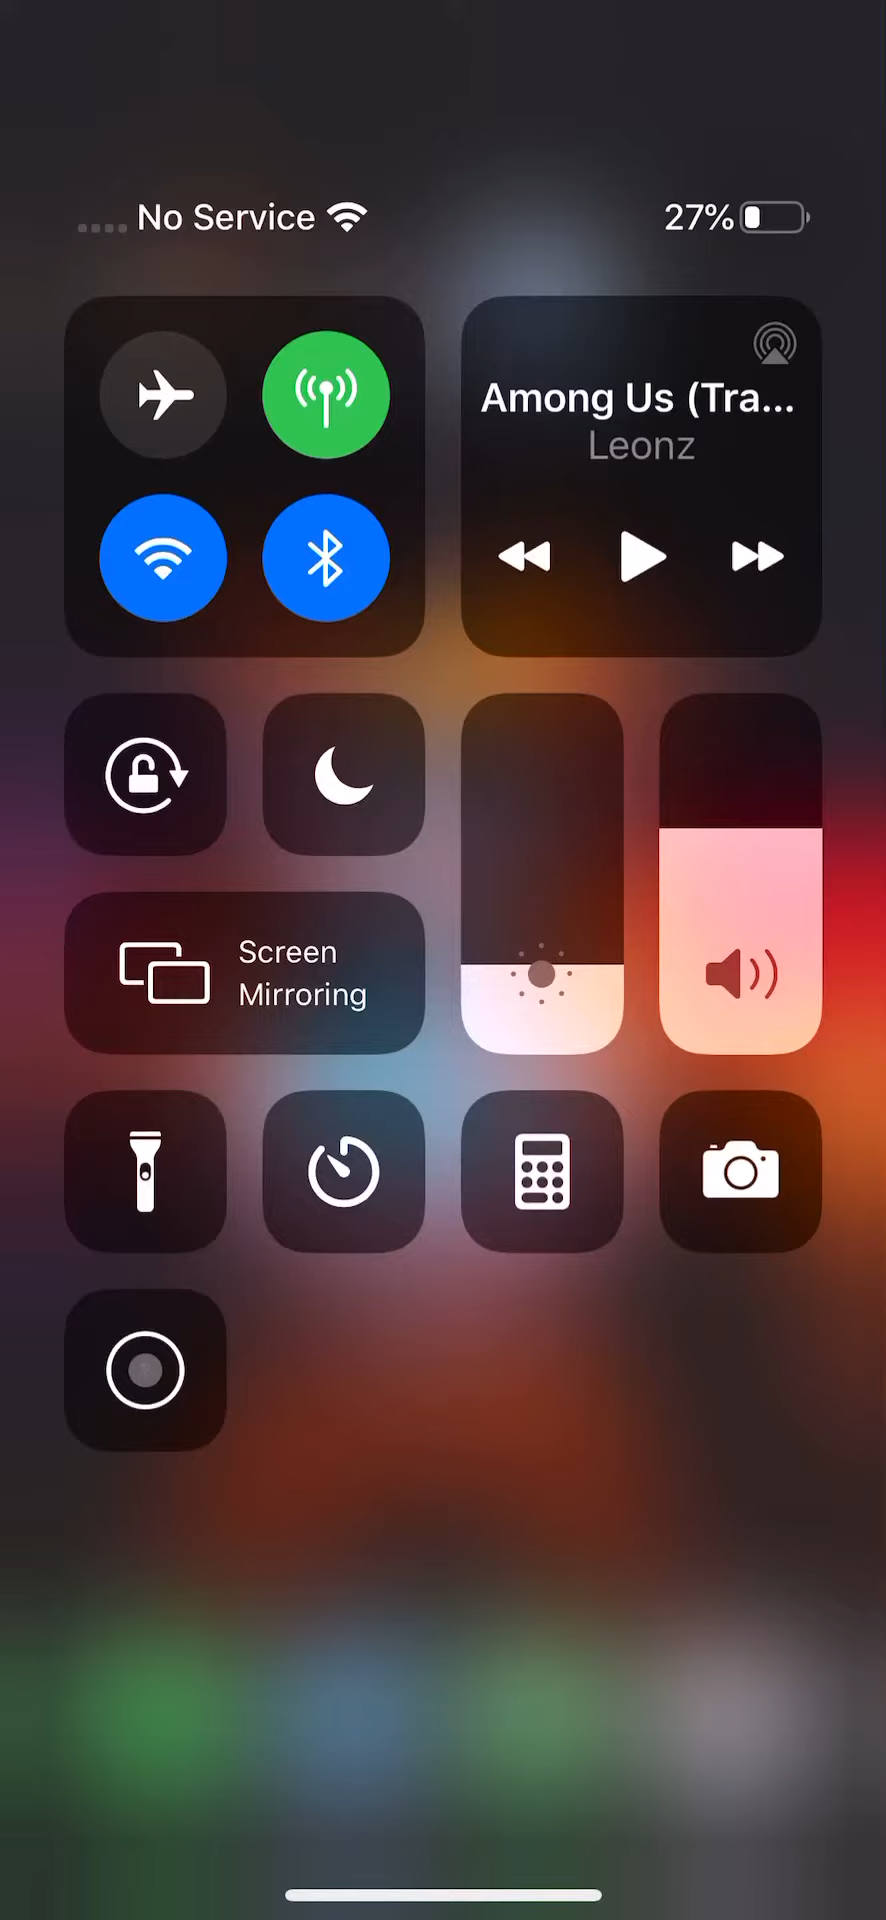 No Service
27%
Among Us (Tra...
Leonz
Screen
Mirroring